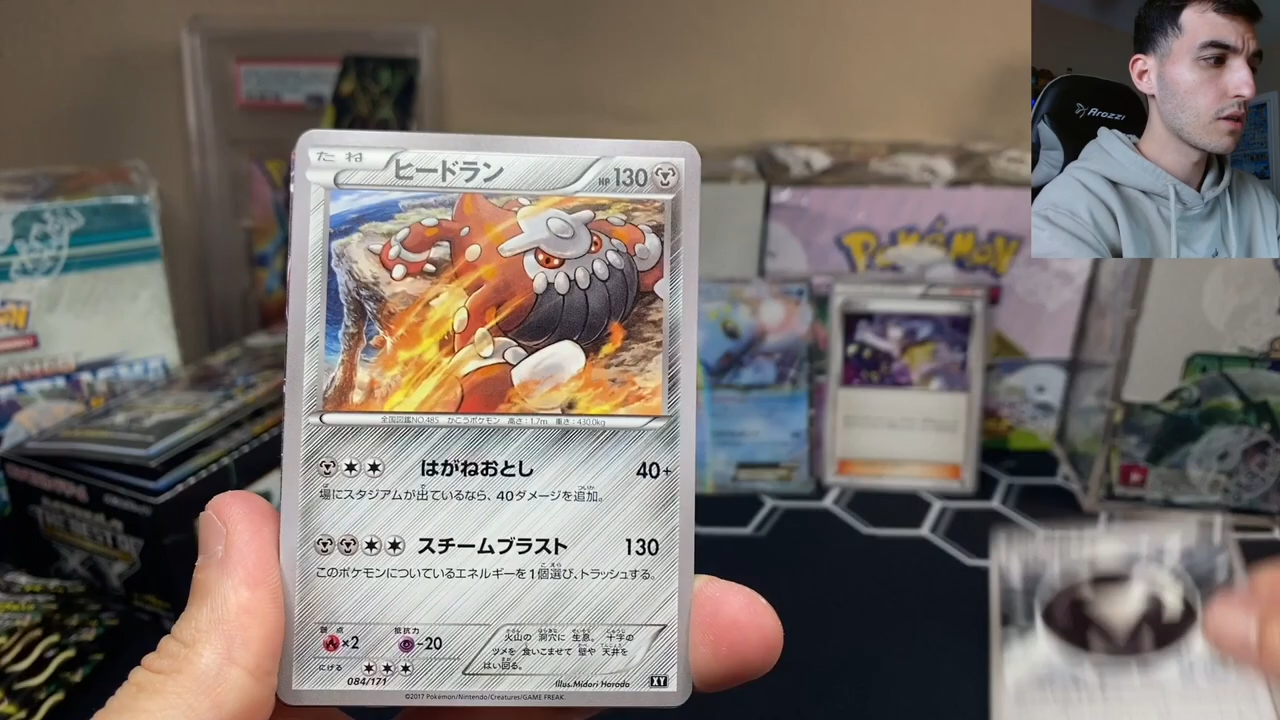 たね ヒードラン HP 130
全国図鑑NO.485 かこうポケモン 高さ:1.7m 重さ:430.0kg
はがねおとし 40+
場にスタジアムが出ているなら、40ダメージを追加。
スチームブラスト 130
このポケモンについているエネルギーを1個選び、トラッシュする。
弱点 抵抗力
×2 -20
にげる
火山の 洞穴に 生息。 十字の
ツメを 食いこませて 壁や 天井を
はい回る。
084/171
Illus.Midori Harada
XY
©2017 Pokémon/Nintendo/Creatures/GAME FREAK.
Arozzi
POKÉMON
THE BEST OF
XY